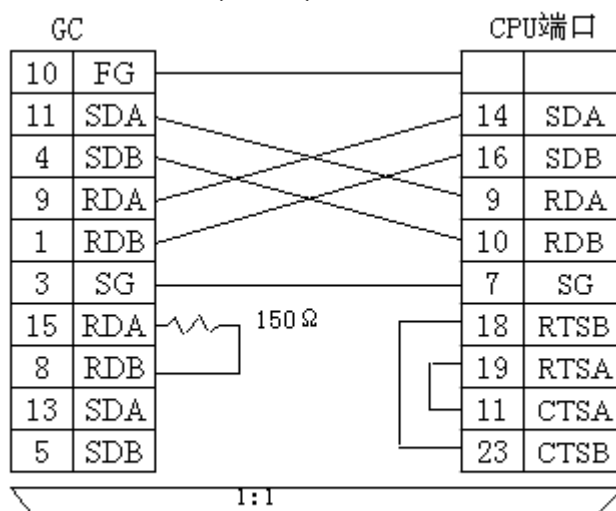 GC CPU端口
10 FG
11 SDA 14 SDA
4 SDB 16 SDB
9 RDA 9 RDA
1 RDB 10 RDB
3 SG 7 SG
15 RDA 150Ω 18 RTSB
8 RDB 19 RTSA
13 SDA 11 CTSA
5 SDB 23 CTSB
1:1